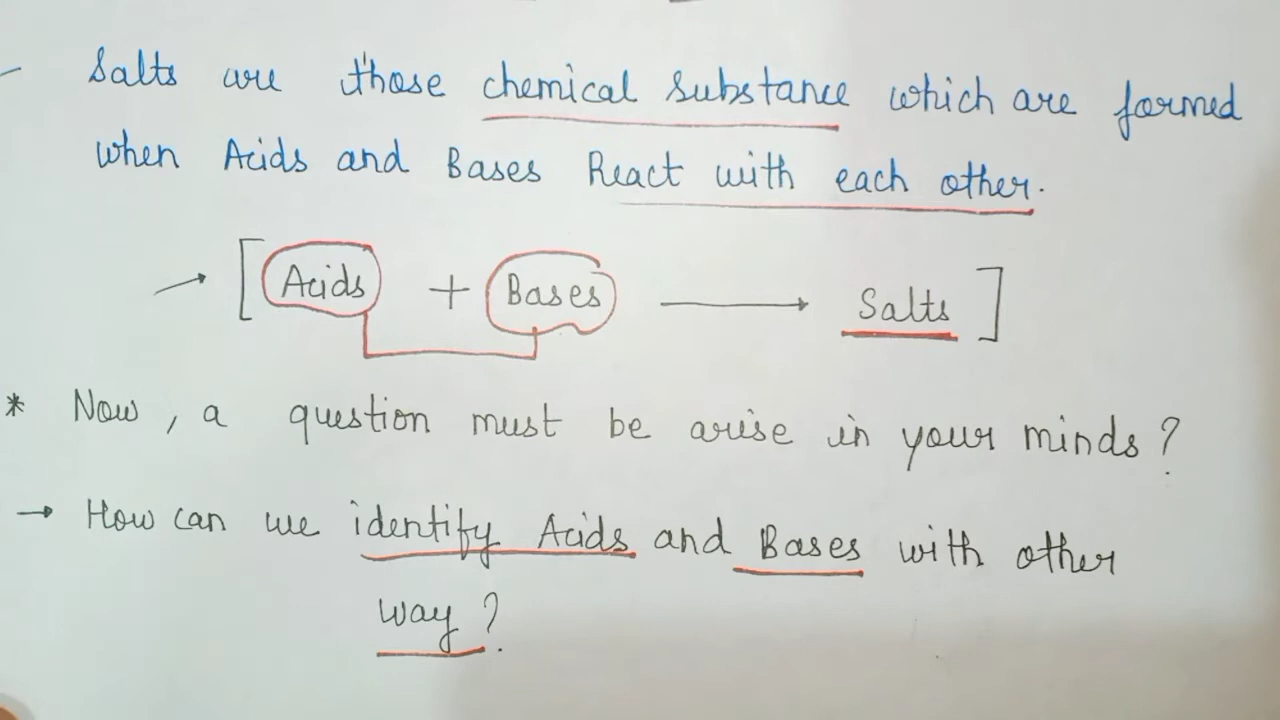 - Salts are those chemical substance which are formed
when Acids and Bases React with each other.
→ [ Acids + Bases → Salts ]
* Now, a question must be arise in your minds?
→ How can we identify Acids and Bases with other
way?